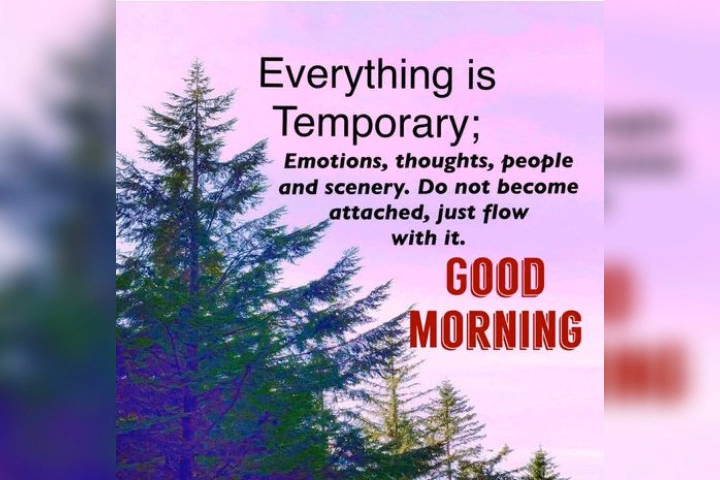 Everything is
Temporary;
Emotions, thoughts, people
and scenery. Do not become
attached, just flow
with it.
GOOD
MORNING